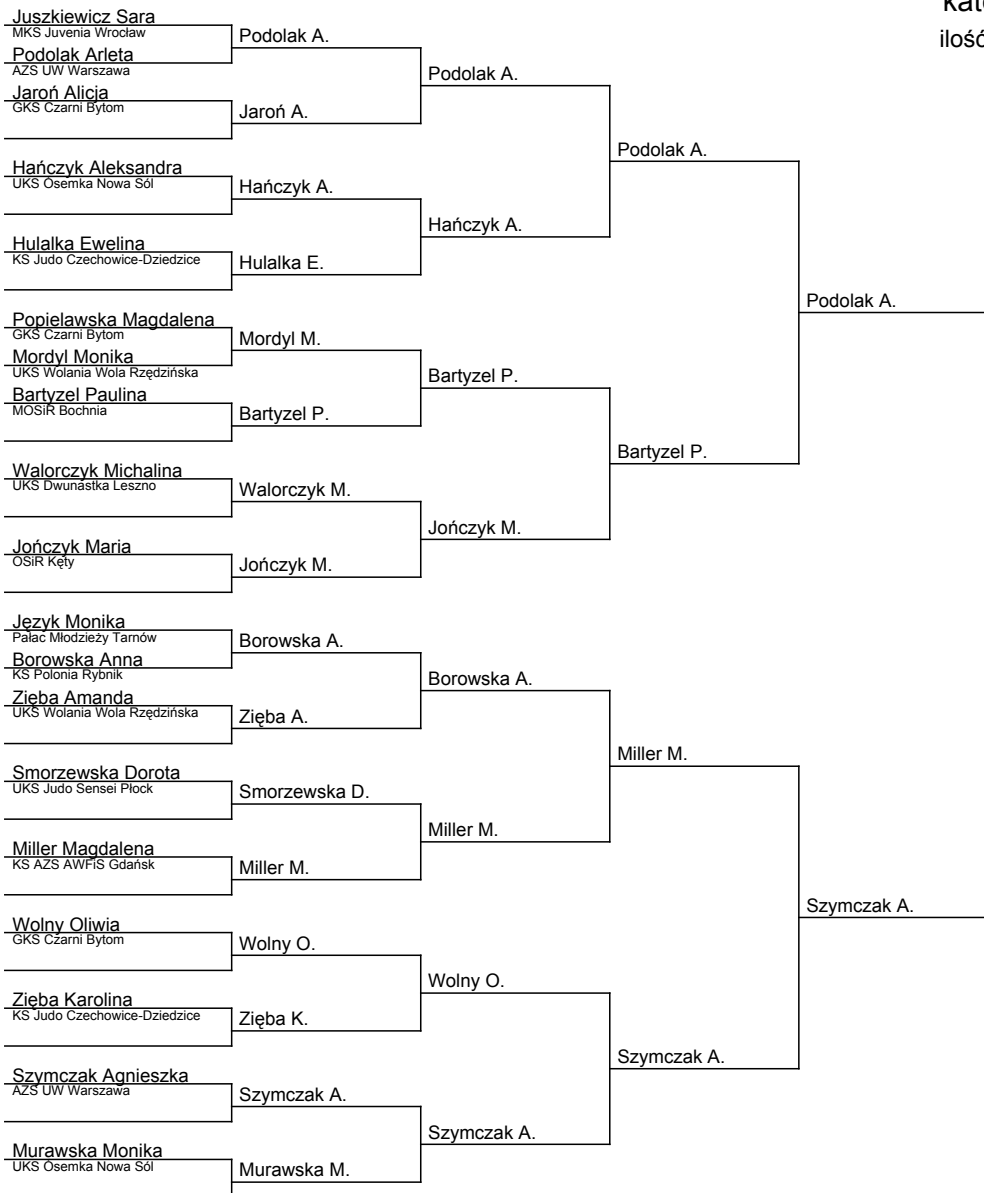 Juszkiewicz Sara
MKS Juvenia Wrocław
Podolak Arleta
AZS UW Warszawa
Jaroń Alicja
GKS Czarni Bytom
Hańczyk Aleksandra
UKS Ósemka Nowa Sól
Hulalka Ewelina
KS Judo Czechowice-Dziedzice
Popielawska Magdalena
GKS Czarni Bytom
Mordyl Monika
UKS Wolania Wola Rzędzińska
Bartyzel Paulina
MOSiR Bochnia
Walorczyk Michalina
UKS Dwunastka Leszno
Jończyk Maria
OSiR Kęty
Język Monika
Pałac Młodzieży Tarnów
Borowska Anna
KS Polonia Rybnik
Zięba Amanda
UKS Wolania Wola Rzędzińska
Smorzewska Dorota
UKS Judo Sensei Płock
Miller Magdalena
KS AZS AWFiS Gdańsk
Wolny Oliwia
GKS Czarni Bytom
Zięba Karolina
KS Judo Czechowice-Dziedzice
Szymczak Agnieszka
AZS UW Warszawa
Murawska Monika
UKS Ósemka Nowa Sól
Podolak A.
Jaroń A.
Hańczyk A.
Hulalka E.
Mordyl M.
Bartyzel P.
Walorczyk M.
Jończyk M.
Borowska A.
Zięba A.
Smorzewska D.
Miller M.
Wolny O.
Zięba K.
Szymczak A.
Murawska M.
Podolak A.
Hańczyk A.
Bartyzel P.
Jończyk M.
Borowska A.
Miller M.
Wolny O.
Szymczak A.
Podolak A.
Bartyzel P.
Miller M.
Szymczak A.
Podolak A.
Szymczak A.
ilość